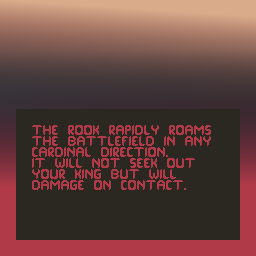 THE ROOK RAPIDLY ROAMS
THE BATTLEFIELD IN ANY
CARDINAL DIRECTION.
IT WILL NOT SEEK OUT
YOUR KING BUT WILL
DAMAGE ON CONTACT.